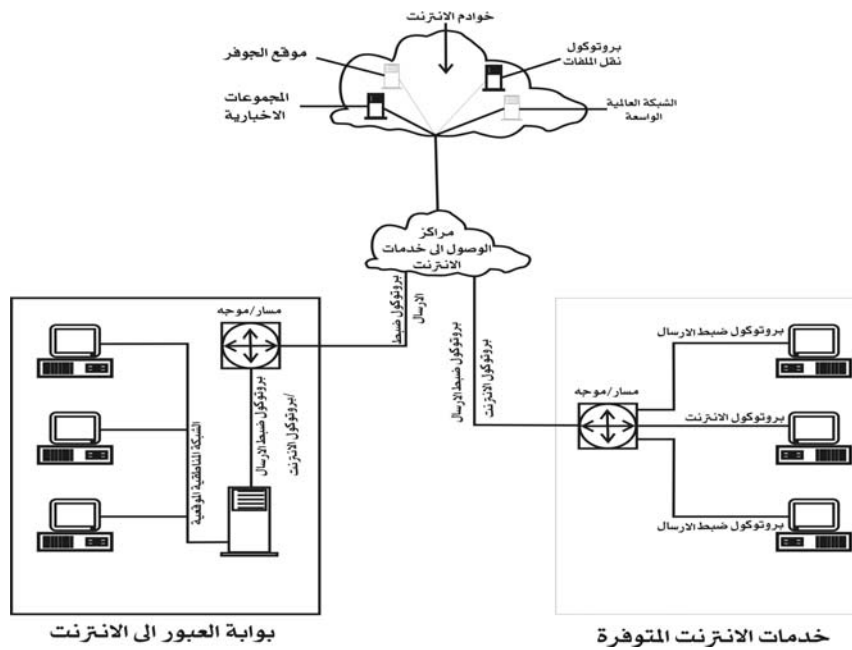 خوادم الانترنت
موقع الجوفر
بروتوكول
نقل الملفات
المجموعات
الاخبارية
الشبكة العالمية
الواسعة
مراكز
الوصول الى خدمات
الانترنت
بروتوكول ضبط
الارسال
بروتوكول ضبط الارسال
بروتوكول الانترنت
مسار/موجه
بروتوكول ضبط الارسال
/بروتوكول الانترنت
الشبكة المناطقية الموقعية
بوابة العبور الى الانترنت
مسار/موجه
بروتوكول ضبط الارسال
بروتوكول الانترنت
بروتوكول ضبط الارسال
خدمات الانترنت المتوفرة